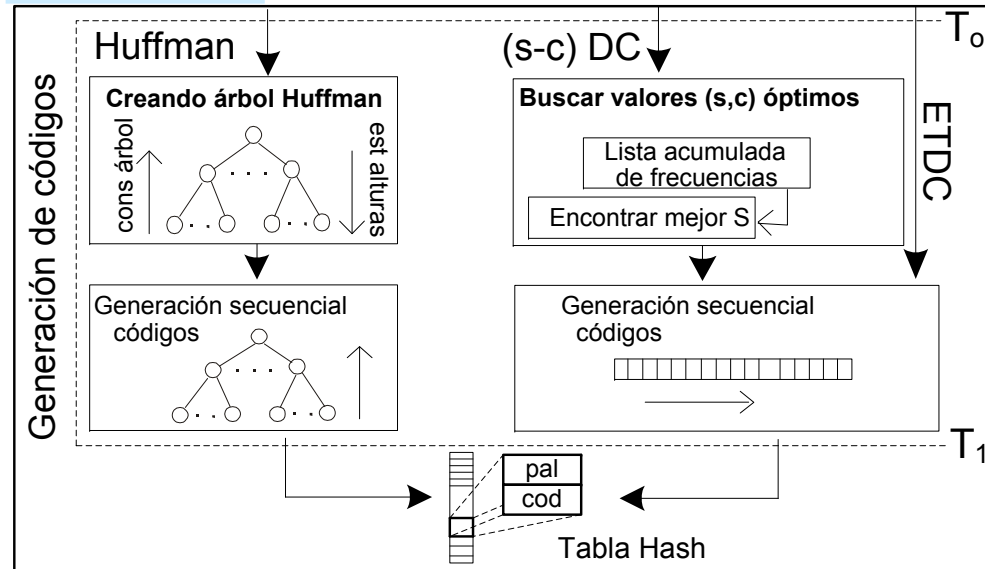 Generación de códigos
Huffman
(s-c) DC
T0
Creando árbol Huffman
cons árbol
est alturas
Buscar valores (s,c) óptimos
Lista acumulada
de frecuencias
Encontrar mejor S
ETDC
Generación secuencial
códigos
Generación secuencial
códigos
T1
pal
cod
Tabla Hash